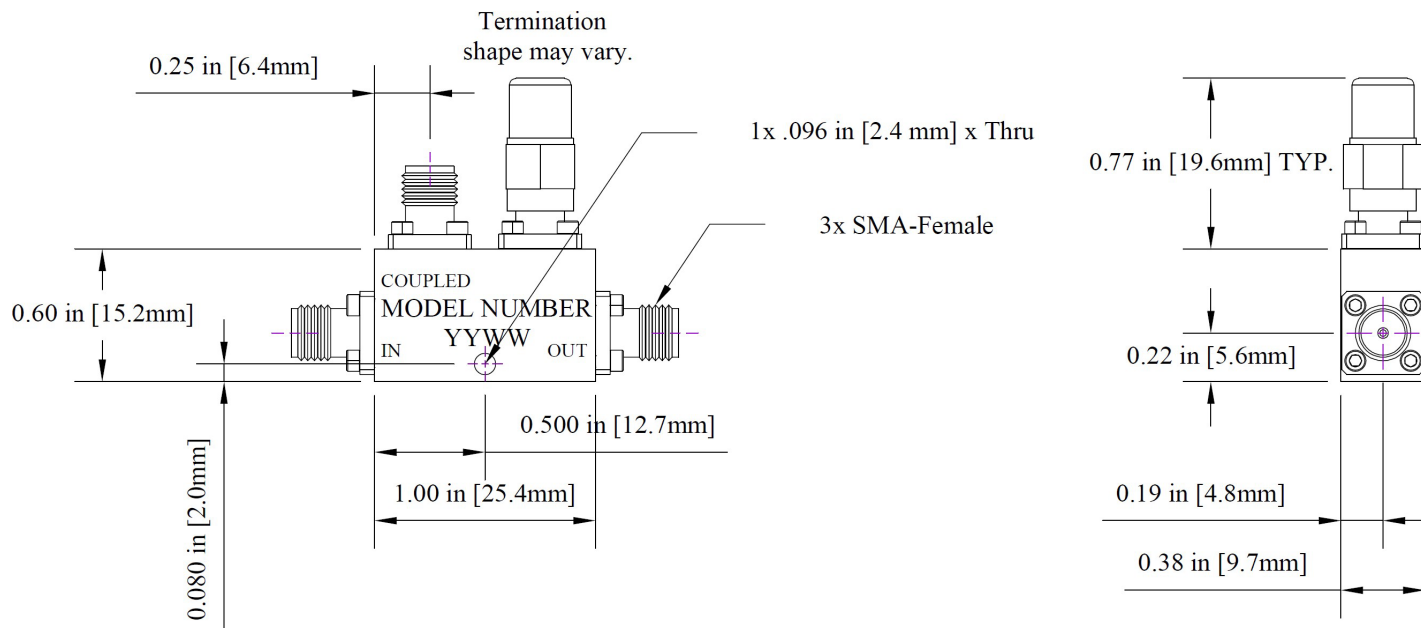 Termination
shape may vary.
0.25 in [6.4mm]
1x .096 in [2.4 mm] x Thru
0.77 in [19.6mm] TYP.
3x SMA-Female
COUPLED
MODEL NUMBER
YYWW
IN
OUT
0.60 in [15.2mm]
0.22 in [5.6mm]
0.500 in [12.7mm]
1.00 in [25.4mm]
0.080 in [2.0mm]
0.19 in [4.8mm]
0.38 in [9.7mm]